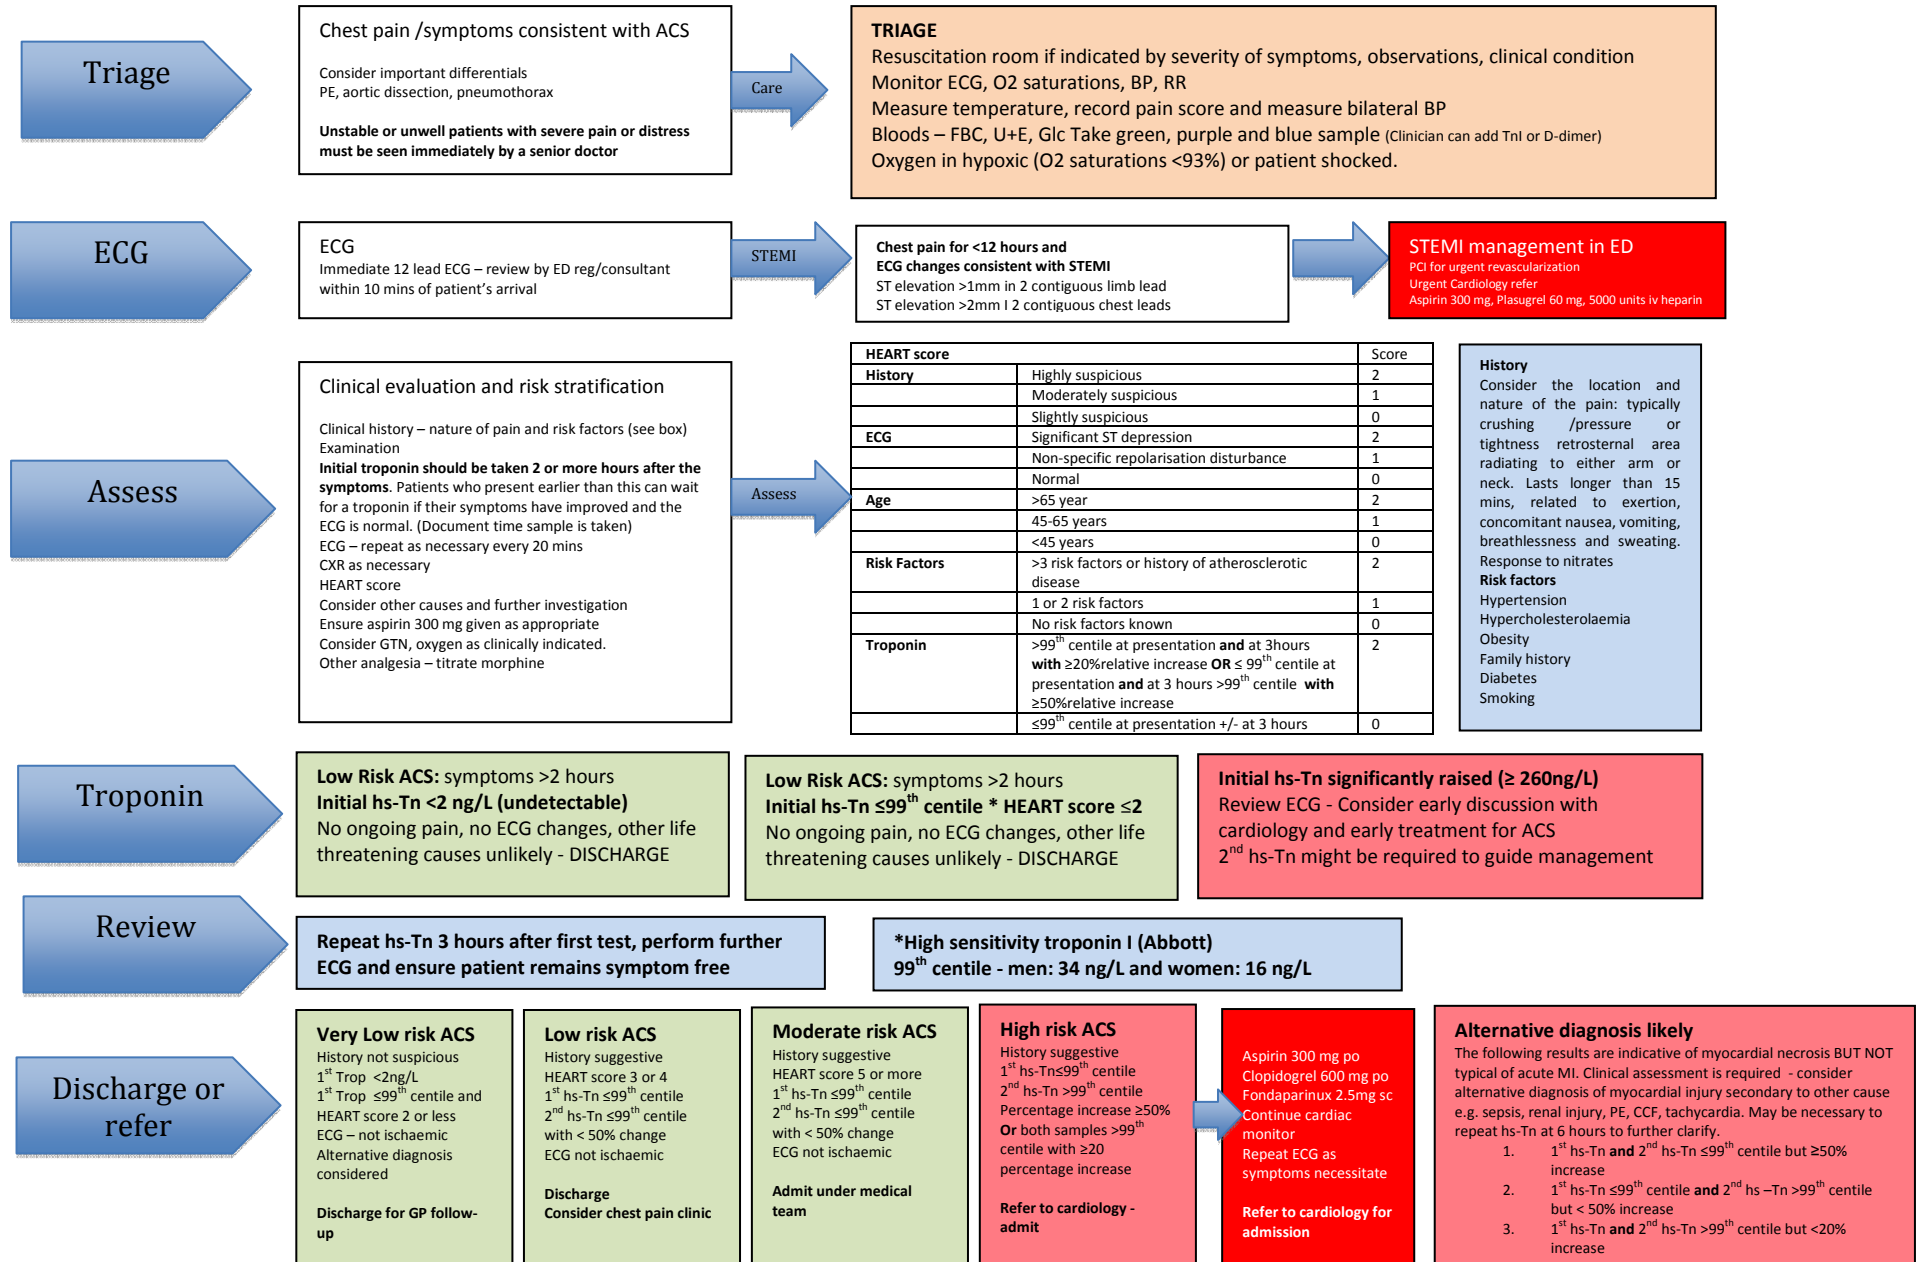 Triage
Chest pain /symptoms consistent with ACS
Consider important differentials
PE, aortic dissection, pneumothorax
Unstable or unwell patients with severe pain or distress
must be seen immediately by a senior doctor
Care
TRIAGE
Resuscitation room if indicated by severity of symptoms, observations, clinical condition
Monitor ECG, O2 saturations, BP, RR
Measure temperature, record pain score and measure bilateral BP
Bloods – FBC, U+E, Glc Take green, purple and blue sample (Clinician can add TnI or D-dimer)
Oxygen in hypoxic (O2 saturations <93%) or patient shocked.
ECG
ECG
Immediate 12 lead ECG – review by ED reg/consultant
within 10 mins of patient's arrival
STEMI
Chest pain for <12 hours and
ECG changes consistent with STEMI
ST elevation >1mm in 2 contiguous limb lead
ST elevation >2mm I 2 contiguous chest leads
STEMI management in ED
PCI for urgent revascularization
Urgent Cardiology refer
Aspirin 300 mg, Plasugrel 60 mg, 5000 units iv heparin
Assess
Clinical evaluation and risk stratification
Clinical history – nature of pain and risk factors (see box)
Examination
Initial troponin should be taken 2 or more hours after the
symptoms. Patients who present earlier than this can wait
for a troponin if their symptoms have improved and the
ECG is normal. (Document time sample is taken)
ECG – repeat as necessary every 20 mins
CXR as necessary
HEART score
Consider other causes and further investigation
Ensure aspirin 300 mg given as appropriate
Consider GTN, oxygen as clinically indicated.
Other analgesia – titrate morphine
Assess
HEART score Score
History Highly suspicious 2
Moderately suspicious 1
Slightly suspicious 0
ECG Significant ST depression 2
Non-specific repolarisation disturbance 1
Normal 0
Age >65 year 2
45-65 years 1
<45 years 0
Risk Factors >3 risk factors or history of atherosclerotic 2
disease
1 or 2 risk factors 1
No risk factors known 0
Troponin >99th centile at presentation and at 3hours 2
with ≥20%relative increase OR ≤ 99th centile at
presentation and at 3 hours >99th centile with
≥50%relative increase
≤99th centile at presentation +/- at 3 hours 0
History
Consider the location and
nature of the pain: typically
crushing /pressure or
tightness retrosternal area
radiating to either arm or
neck. Lasts longer than 15
mins, related to exertion,
concomitant nausea, vomiting,
breathlessness and sweating.
Response to nitrates
Risk factors
Hypertension
Hypercholesterolaemia
Obesity
Family history
Diabetes
Smoking
Troponin
Low Risk ACS: symptoms >2 hours
Initial hs-Tn <2 ng/L (undetectable)
No ongoing pain, no ECG changes, other life
threatening causes unlikely - DISCHARGE
Low Risk ACS: symptoms >2 hours
Initial hs-Tn ≤99th centile * HEART score ≤2
No ongoing pain, no ECG changes, other life
threatening causes unlikely - DISCHARGE
Initial hs-Tn significantly raised (≥ 260ng/L)
Review ECG - Consider early discussion with
cardiology and early treatment for ACS
2nd hs-Tn might be required to guide management
Review
Repeat hs-Tn 3 hours after first test, perform further
ECG and ensure patient remains symptom free
*High sensitivity troponin I (Abbott)
99th centile - men: 34 ng/L and women: 16 ng/L
Discharge or
refer
Very Low risk ACS
History not suspicious
1st Trop <2ng/L
1st Trop ≤99th centile and
HEART score 2 or less
ECG – not ischaemic
Alternative diagnosis
considered
Discharge for GP follow-
up
Low risk ACS
History suggestive
HEART score 3 or 4
1st hs-Tn ≤99th centile
2nd hs-Tn ≤99th centile
with < 50% change
ECG not ischaemic
Discharge
Consider chest pain clinic
Moderate risk ACS
History suggestive
HEART score 5 or more
1st hs-Tn ≤99th centile
2nd hs-Tn ≤99th centile
with < 50% change
ECG not ischaemic
Admit under medical
team
High risk ACS
History suggestive
1st hs-Tn≤99th centile
2nd hs-Tn >99th centile
Percentage increase ≥50%
Or both samples >99th
centile with ≥20
percentage increase
Refer to cardiology -
admit
Aspirin 300 mg po
Clopidogrel 600 mg po
Fondaparinux 2.5mg sc
Continue cardiac
monitor
Repeat ECG as
symptoms necessitate
Refer to cardiology for
admission
Alternative diagnosis likely
The following results are indicative of myocardial necrosis BUT NOT
typical of acute MI. Clinical assessment is required - consider
alternative diagnosis of myocardial injury secondary to other cause
e.g. sepsis, renal injury, PE, CCF, tachycardia. May be necessary to
repeat hs-Tn at 6 hours to further clarify.
1. 1st hs-Tn and 2nd hs-Tn ≤99th centile but ≥50%
increase
2. 1st hs-Tn ≤99th centile and 2nd hs –Tn >99th centile
but < 50% increase
3. 1st hs-Tn and 2nd hs-Tn >99th centile but <20%
increase